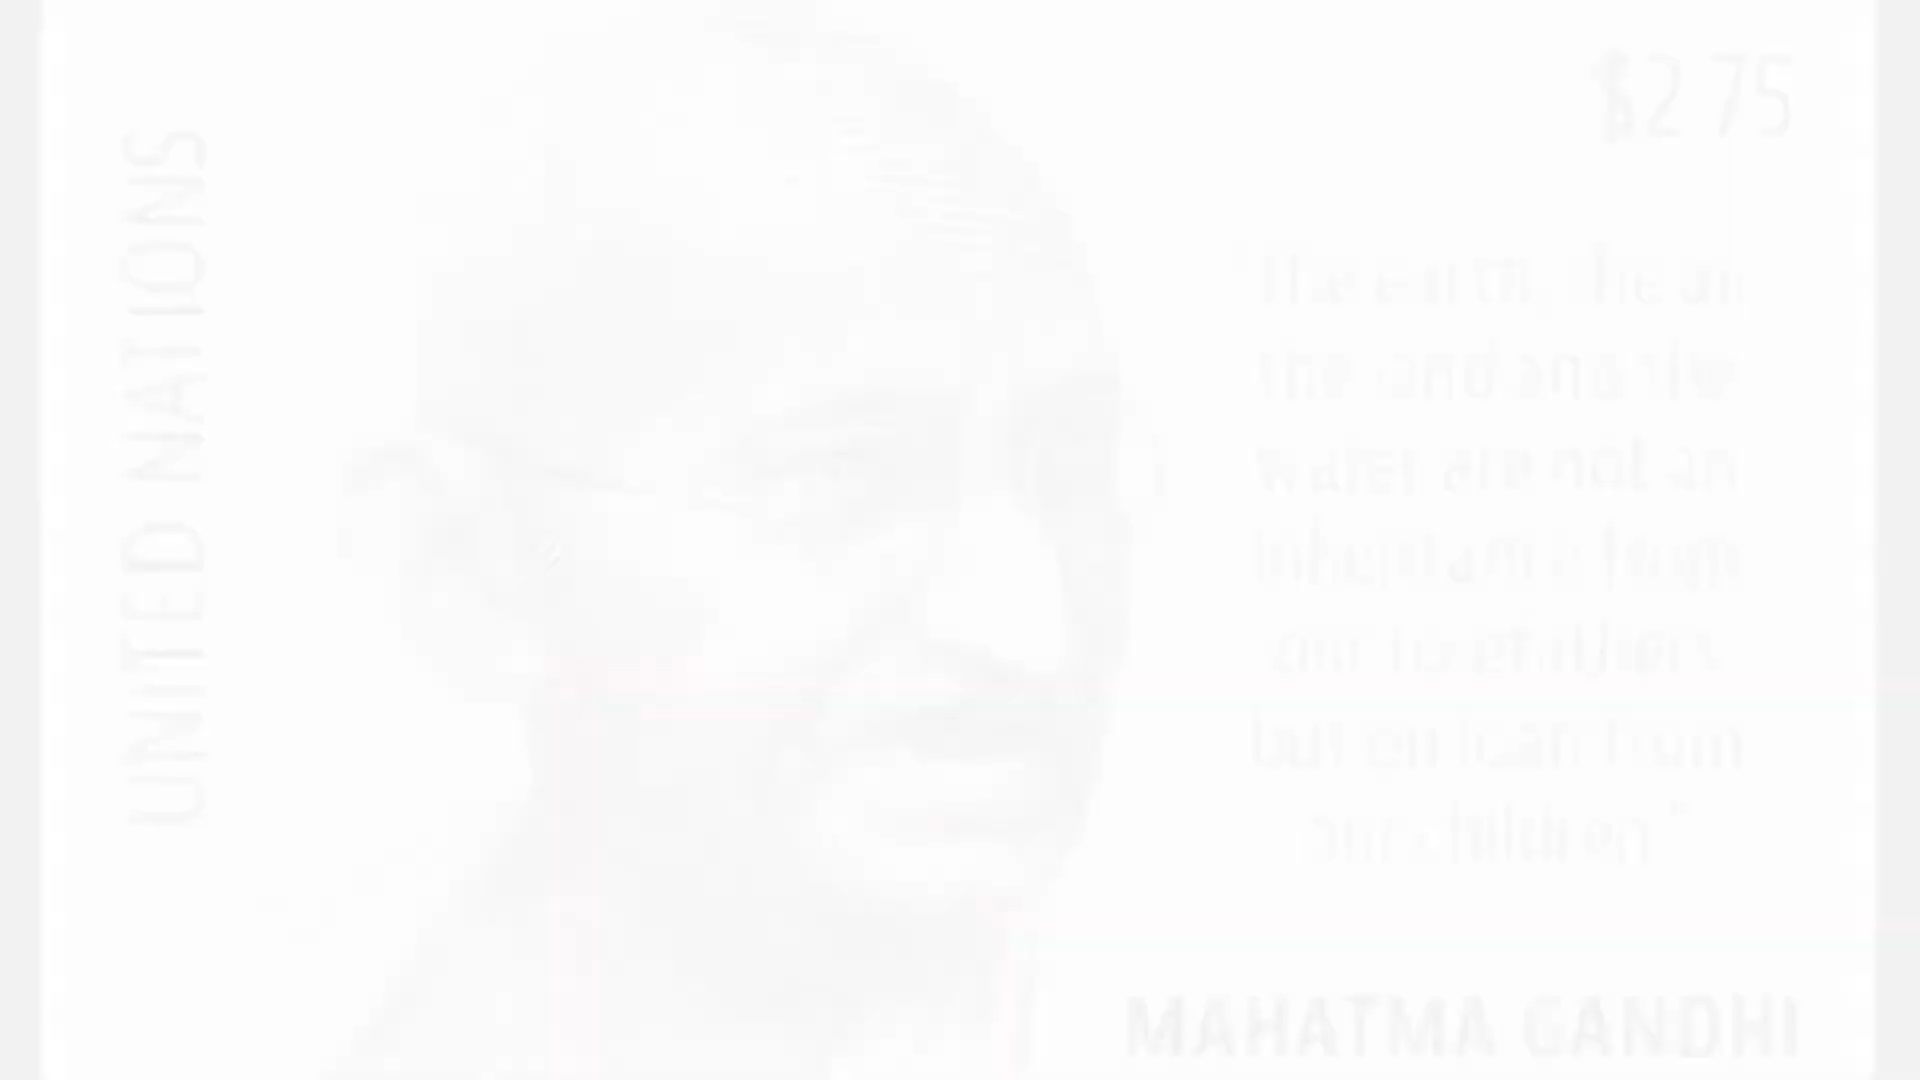 UNITED NATIONS
$2.75
"The earth, the air,
the land and the
water are not an
inheritance from
our forefathers
but on loan from
our children."
MAHATMA GANDHI